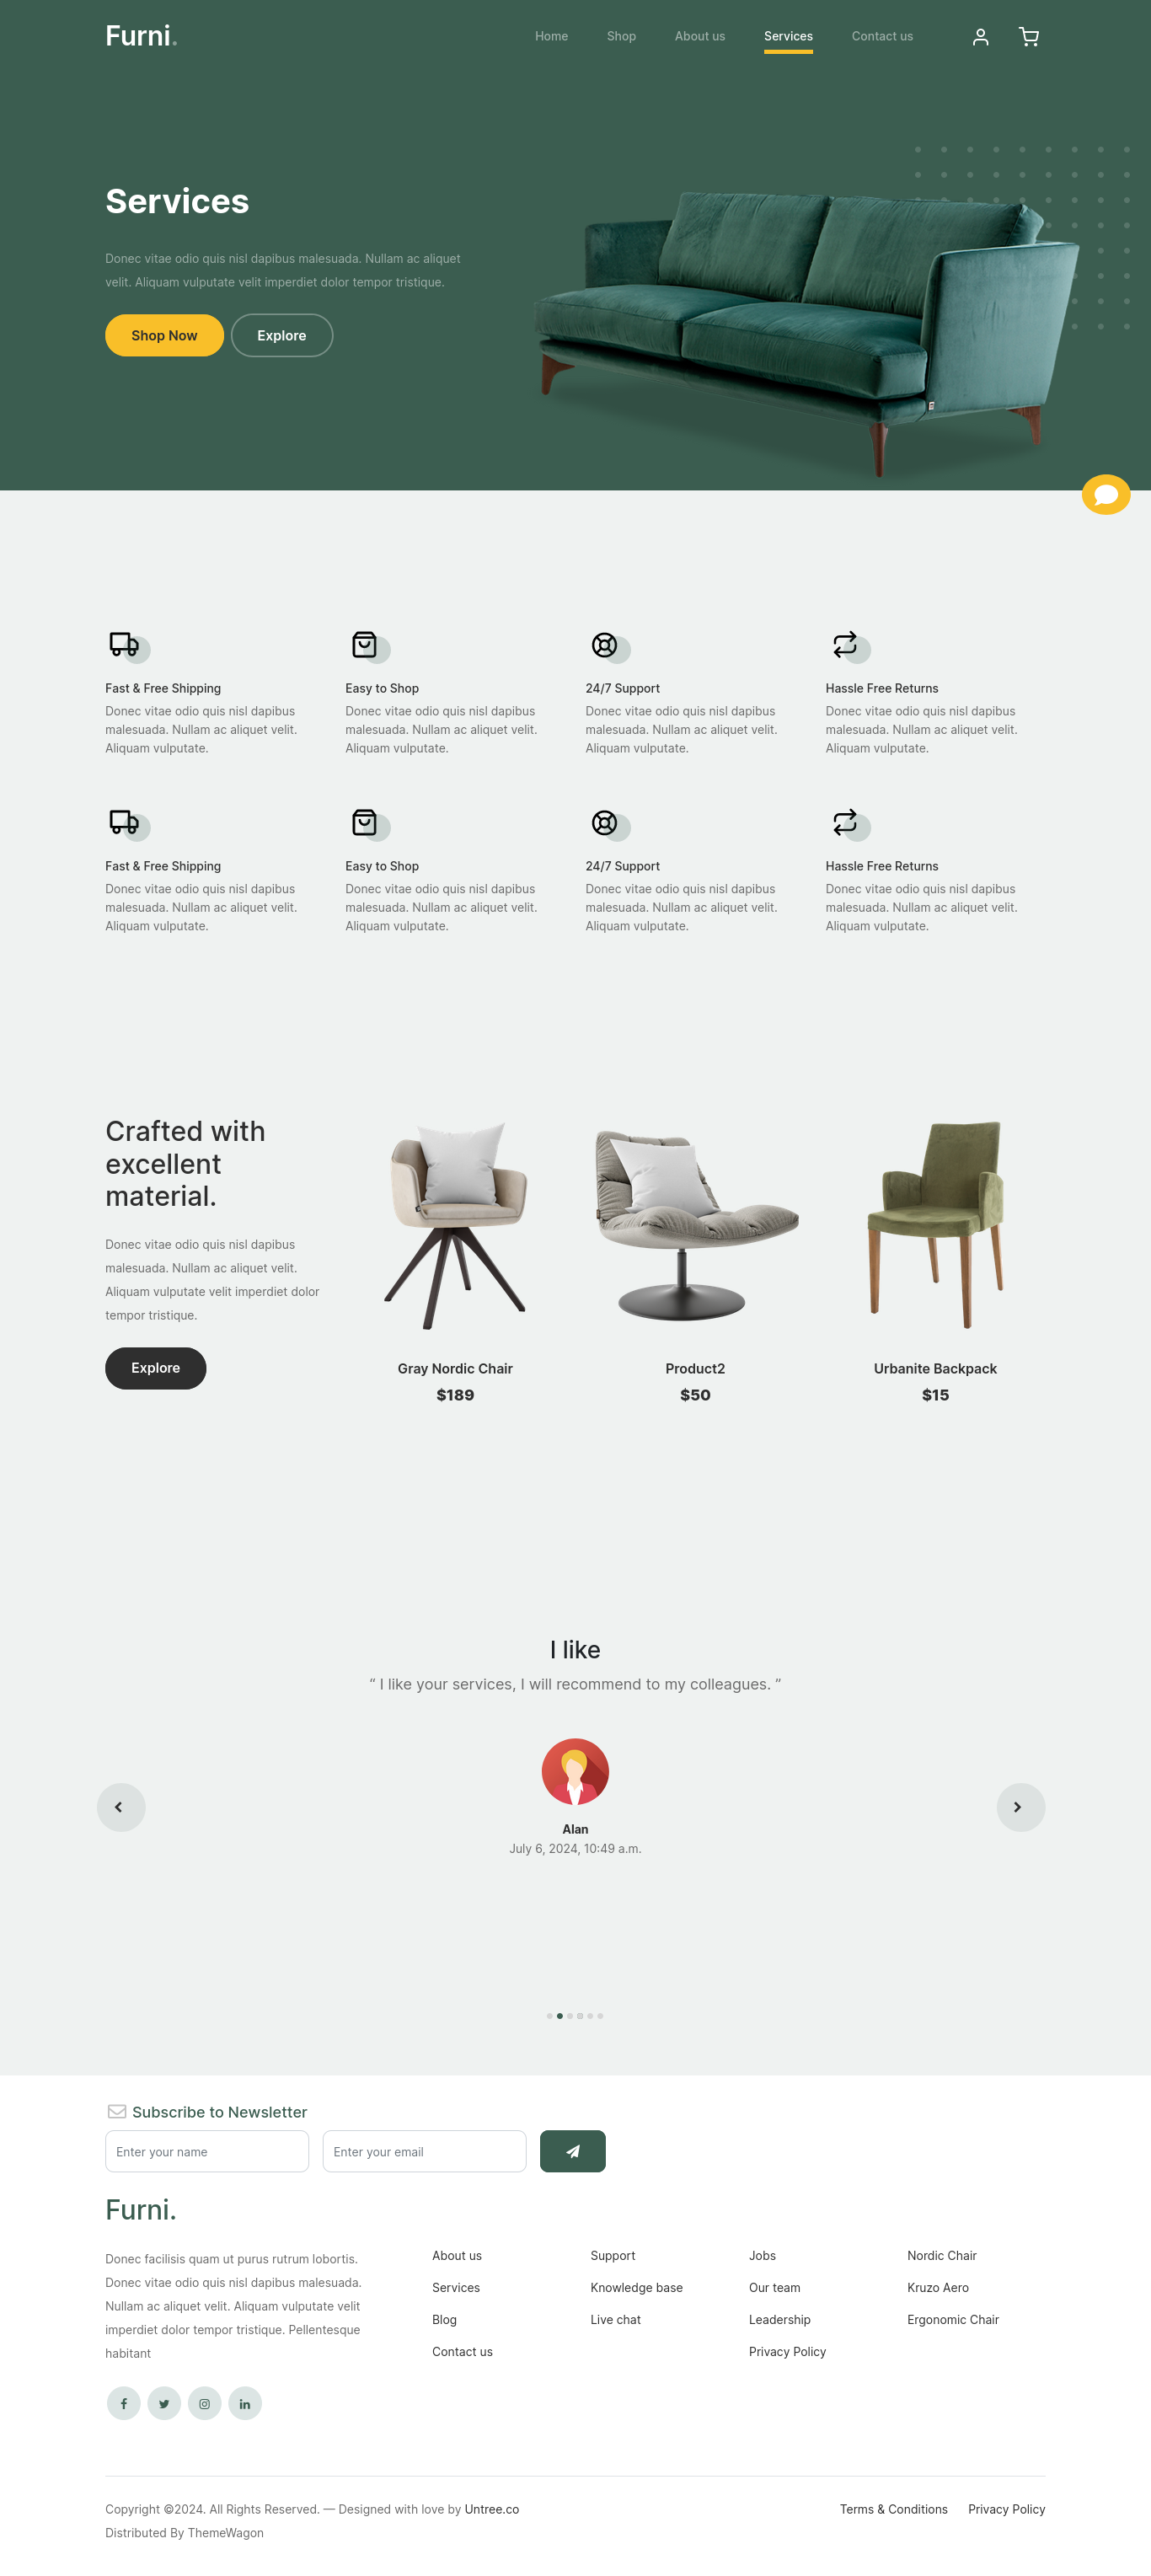 Furni.
Home Shop About us Services Contact us
Services
Donec vitae odio quis nisl dapibus malesuada. Nullam ac aliquet
velit. Aliquam vulputate velit imperdiet dolor tempor tristique.
Shop Now Explore
Fast & Free Shipping
Donec vitae odio quis nisl dapibus
malesuada. Nullam ac aliquet velit.
Aliquam vulputate.
Easy to Shop
Donec vitae odio quis nisl dapibus
malesuada. Nullam ac aliquet velit.
Aliquam vulputate.
24/7 Support
Donec vitae odio quis nisl dapibus
malesuada. Nullam ac aliquet velit.
Aliquam vulputate.
Hassle Free Returns
Donec vitae odio quis nisl dapibus
malesuada. Nullam ac aliquet velit.
Aliquam vulputate.
Fast & Free Shipping
Donec vitae odio quis nisl dapibus
malesuada. Nullam ac aliquet velit.
Aliquam vulputate.
Easy to Shop
Donec vitae odio quis nisl dapibus
malesuada. Nullam ac aliquet velit.
Aliquam vulputate.
24/7 Support
Donec vitae odio quis nisl dapibus
malesuada. Nullam ac aliquet velit.
Aliquam vulputate.
Hassle Free Returns
Donec vitae odio quis nisl dapibus
malesuada. Nullam ac aliquet velit.
Aliquam vulputate.
Crafted with
excellent
material.
Donec vitae odio quis nisl dapibus
malesuada. Nullam ac aliquet velit.
Aliquam vulputate velit imperdiet dolor
tempor tristique.
Explore
Gray Nordic Chair
$189
Product2
$50
Urbanite Backpack
$15
I like
“ I like your services, I will recommend to my colleagues. ”
Alan
July 6, 2024, 10:49 a.m.
Subscribe to Newsletter
Enter your name
Enter your email
Furni.
Donec facilisis quam ut purus rutrum lobortis.
Donec vitae odio quis nisl dapibus malesuada.
Nullam ac aliquet velit. Aliquam vulputate velit
imperdiet dolor tempor tristique. Pellentesque
habitant
About us
Services
Blog
Contact us
Support
Knowledge base
Live chat
Jobs
Our team
Leadership
Privacy Policy
Nordic Chair
Kruzo Aero
Ergonomic Chair
Copyright ©2024. All Rights Reserved. — Designed with love by Untree.co
Distributed By ThemeWagon
Terms & Conditions Privacy Policy